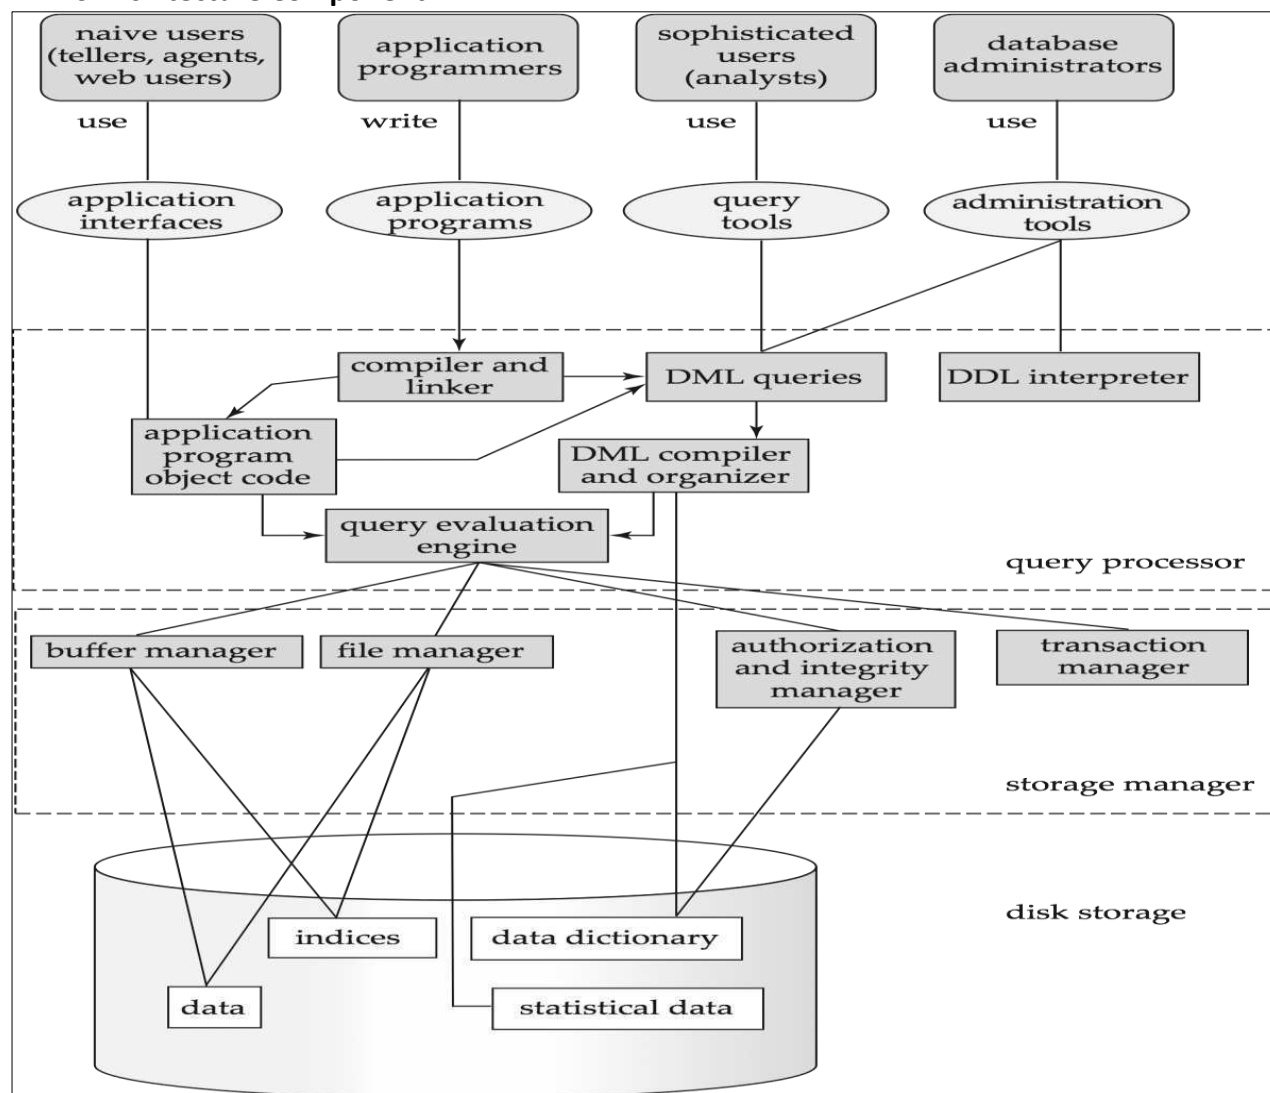 naive users
(tellers, agents,
web users)
application
programmers
sophisticated
users
(analysts)
database
administrators
use
write
use
use
application
interfaces
application
programs
query
tools
administration
tools
compiler and
linker
DML queries
DDL interpreter
application
program
object code
DML compiler
and organizer
query evaluation
engine
query processor
buffer manager
file manager
authorization
and integrity
manager
transaction
manager
storage manager
disk storage
indices
data dictionary
data
statistical data